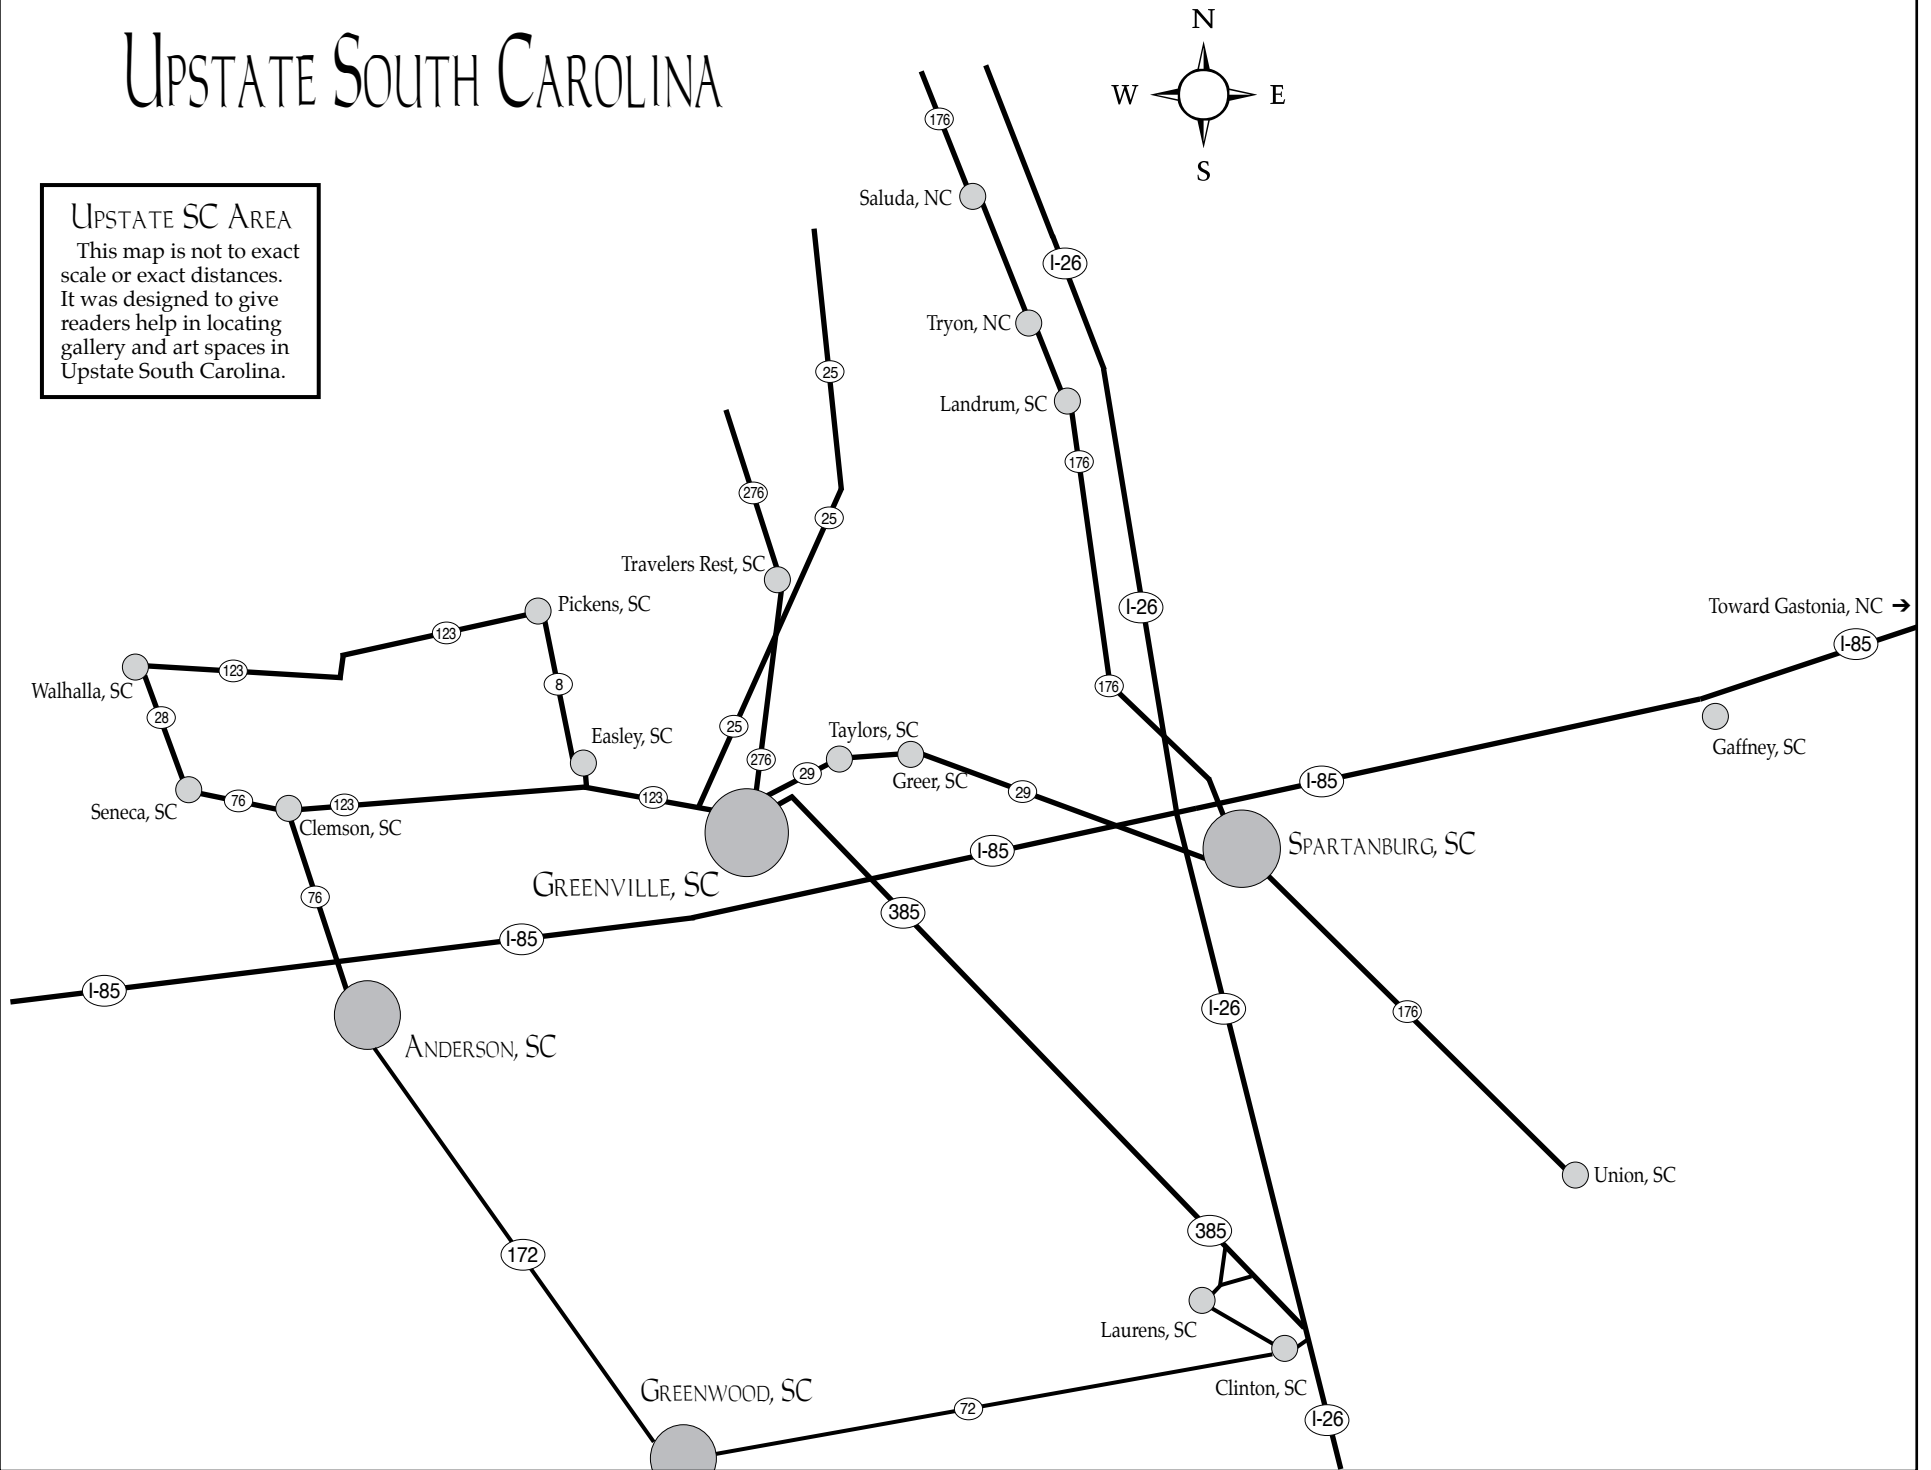 UPSTATE SOUTH CAROLINA
N
W
E
S
176
Saluda, NC
UPSTATE SC AREA
This map is not to exact
scale or exact distances.
It was designed to give
readers help in locating
gallery and art spaces in
Upstate South Carolina.
I-26
Tryon, NC
25
Landrum, SC
176
276
25
Travelers Rest, SC
Pickens, SC
I-26
Toward Gastonia, NC ➔
123
I-85
123
Walhalla, SC
8
176
28
Gaffney, SC
25
Taylors, SC
Easley, SC
276
29
Greer, SC
I-85
Seneca, SC
76
123
123
29
Clemson, SC
I-85
SPARTANBURG, SC
GREENVILLE, SC
76
385
I-85
I-85
I-26
176
ANDERSON, SC
Union, SC
385
172
Laurens, SC
GREENWOOD, SC
Clinton, SC
72
I-26